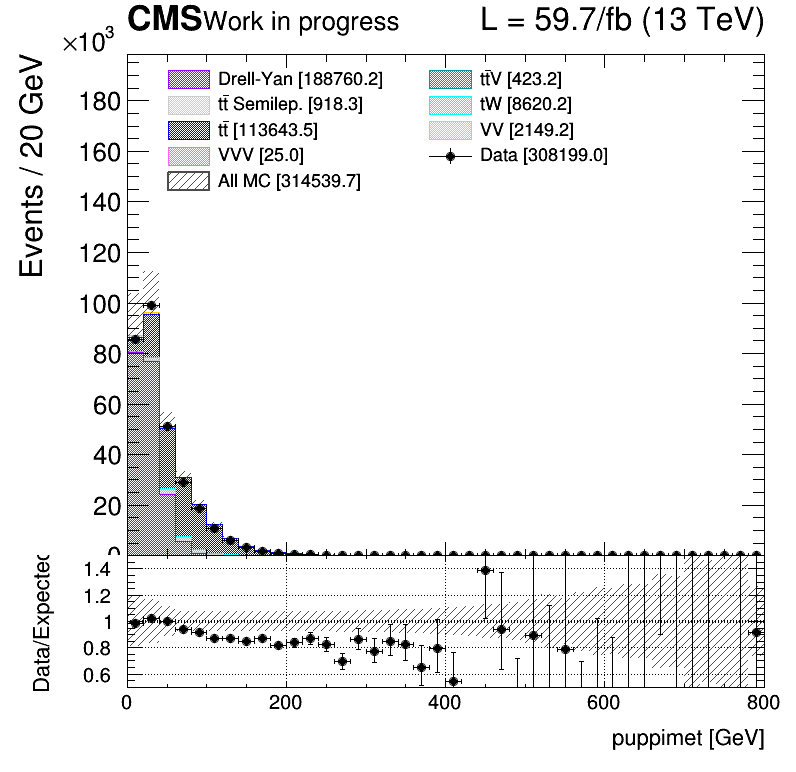 CMS Work in progress L = 59.7/fb (13 TeV)
×10³
Events / 20 GeV
180
160
140
120
100
80
60
40
20
0
Drell-Yan [188760.2]
tt̄ Semilep. [918.3]
tt̄ [113643.5]
VVV [25.0]
All MC [314539.7]
tt̄V [423.2]
tW [8620.2]
VV [2149.2]
Data [308199.0]
Data/Expected
1.4
1.2
1
0.8
0.6
0 200 400 600 800
puppimet [GeV]